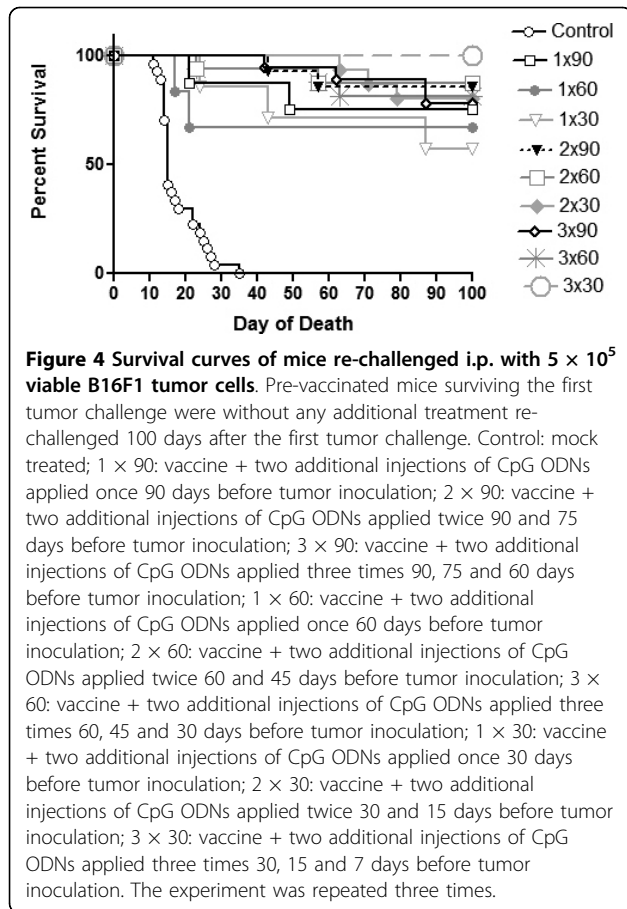 Control
1x90
1x60
1x30
2x90
2x60
2x30
3x90
3x60
3x30
Percent Survival
100
50
0
0 10 20 30 40 50 60 70 80 90 100
Day of Death
Figure 4 Survival curves of mice re-challenged i.p. with 5 × 10⁵
viable B16F1 tumor cells. Pre-vaccinated mice surviving the first
tumor challenge were without any additional treatment re-
challenged 100 days after the first tumor challenge. Control: mock
treated; 1 × 90: vaccine + two additional injections of CpG ODNs
applied once 90 days before tumor inoculation; 2 × 90: vaccine +
two additional injections of CpG ODNs applied twice 90 and 75
days before tumor inoculation; 3 × 90: vaccine + two additional
injections of CpG ODNs applied three times 90, 75 and 60 days
before tumor inoculation; 1 × 60: vaccine + two additional
injections of CpG ODNs applied once 60 days before tumor
inoculation; 2 × 60: vaccine + two additional injections of CpG
ODNs applied twice 60 and 45 days before tumor inoculation; 3 ×
60: vaccine + two additional injections of CpG ODNs applied three
times 60, 45 and 30 days before tumor inoculation; 1 × 30: vaccine
+ two additional injections of CpG ODNs applied once 30 days
before tumor inoculation; 2 × 30: vaccine + two additional
injections of CpG ODNs applied twice 30 and 15 days before tumor
inoculation; 3 × 30: vaccine + two additional injections of CpG
ODNs applied three times 30, 15 and 7 days before tumor
inoculation. The experiment was repeated three times.